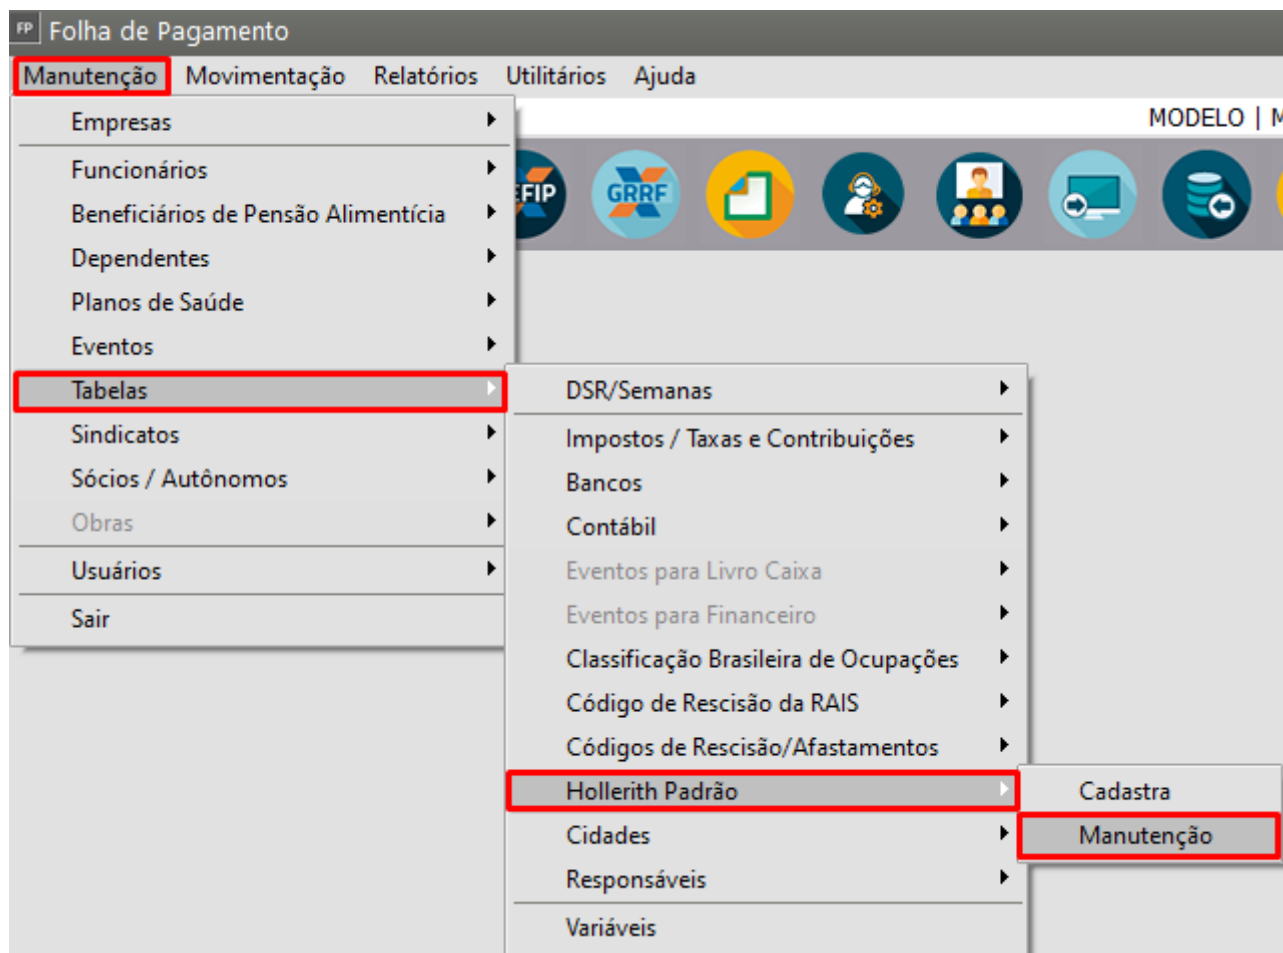 FP Folha de Pagamento
Manutenção Movimentação Relatórios Utilitários Ajuda
MODELO | M
EFIP GRRF
Empresas
Funcionários
Beneficiários de Pensão Alimentícia
Dependentes
Planos de Saúde
Eventos
Tabelas
Sindicatos
Sócios / Autônomos
Obras
Usuários
Sair
DSR/Semanas
Impostos / Taxas e Contribuições
Bancos
Contábil
Eventos para Livro Caixa
Eventos para Financeiro
Classificação Brasileira de Ocupações
Código de Rescisão da RAIS
Códigos de Rescisão/Afastamentos
Hollerith Padrão
Cidades
Responsáveis
Variáveis
Cadastra
Manutenção